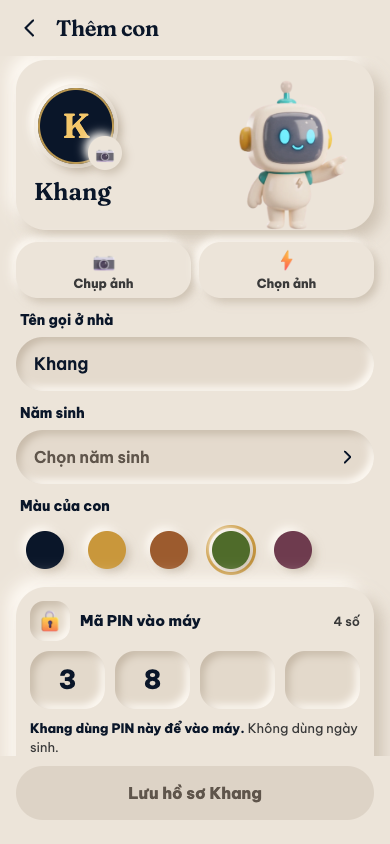 Thêm con
K
Khang
Chụp ảnh
Chọn ảnh
Tên gọi ở nhà
Khang
Năm sinh
Chọn năm sinh
Màu của con
Mã PIN vào máy
4 số
3 8
Khang dùng PIN này để vào máy. Không dùng ngày
sinh.
Lưu hồ sơ Khang